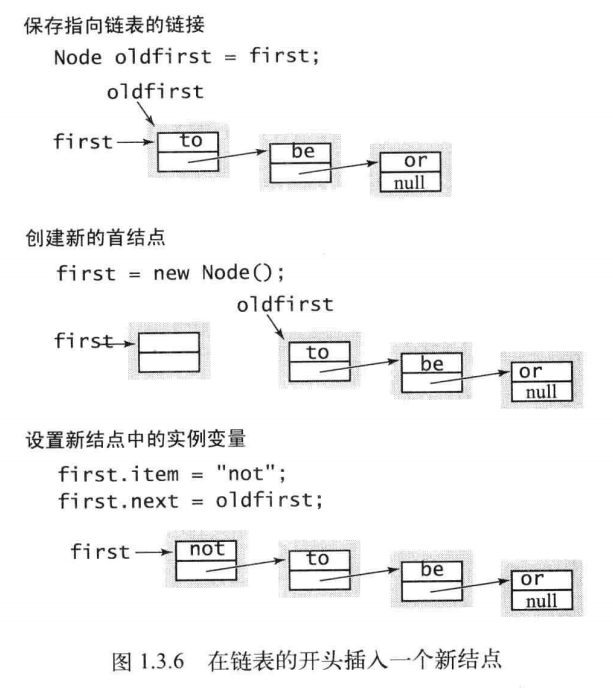 保存指向链表的链接
Node oldfirst = first;
oldfirst
first
to
be
or
null
创建新的首结点
first = new Node();
oldfirst
first
to
be
or
null
设置新结点中的实例变量
first.item = "not";
first.next = oldfirst;
first
not
to
be
or
null
图 1.3.6 在链表的开头插入一个新结点